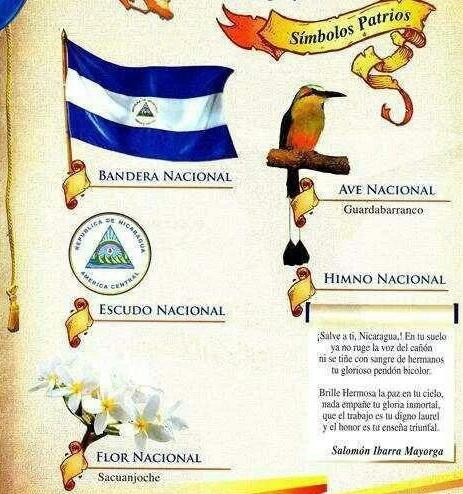 Símbolos Patrios
BANDERA NACIONAL
AVE NACIONAL
Guardabarranco
REPUBLICA DE NICARAGUA
AMERICA CENTRAL
ESCUDO NACIONAL
HIMNO NACIONAL
¡Salve a ti, Nicaragua,! En tu suelo
ya no ruge la voz del cañón
ni se tiñe con sangre de hermanos
tu glorioso pendón bicolor.
Brille Hermosa la paz en tu cielo,
nada empañe tu gloria inmortal,
que el trabajo es tu digno laurel
y el honor es tu enseña triunfal.
Salomón Ibarra Mayorga
FLOR NACIONAL
Sacuanjoche